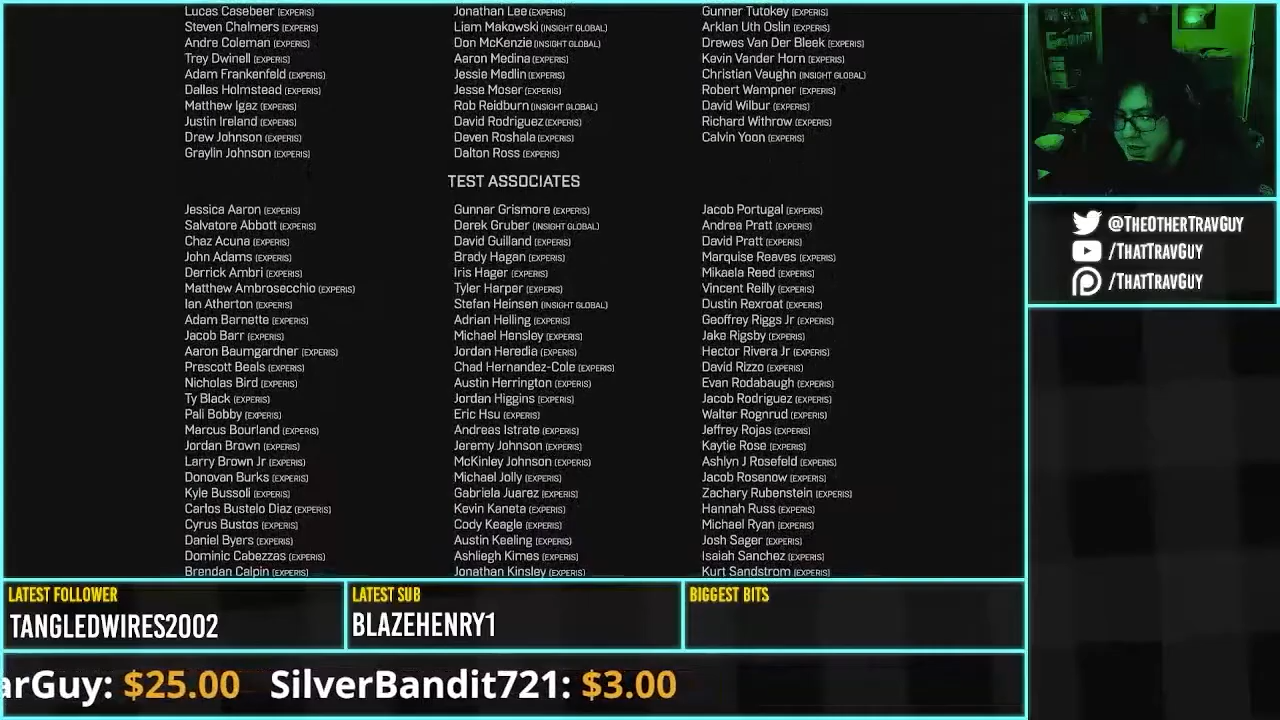 Lucas Casebeer (EXPERIS)
Steven Chalmers (EXPERIS)
Andre Coleman (EXPERIS)
Trey Dwinell (EXPERIS)
Adam Frankenfeld (EXPERIS)
Dallas Holmstead (EXPERIS)
Matthew Igaz (EXPERIS)
Justin Ireland (EXPERIS)
Drew Johnson (EXPERIS)
Graylin Johnson (EXPERIS)
Jonathan Lee (EXPERIS)
Liam Makowski (INSIGHT GLOBAL)
Don McKenzie (INSIGHT GLOBAL)
Aaron Medina (EXPERIS)
Jessie Medlin (EXPERIS)
Jesse Moser (EXPERIS)
Rob Reidburn (INSIGHT GLOBAL)
David Rodriguez (EXPERIS)
Deven Roshala (EXPERIS)
Dalton Ross (EXPERIS)
Gunner Tutokey (EXPERIS)
Arklan Uth Oslin (EXPERIS)
Drewes Van Der Bleek (EXPERIS)
Kevin Vander Horn (EXPERIS)
Christian Vaughn (INSIGHT GLOBAL)
Robert Wampner (EXPERIS)
David Wilbur (EXPERIS)
Richard Withrow (EXPERIS)
Calvin Yoon (EXPERIS)
TEST ASSOCIATES
Jessica Aaron (EXPERIS)
Salvatore Abbott (EXPERIS)
Chaz Acuna (EXPERIS)
John Adams (EXPERIS)
Derrick Ambri (EXPERIS)
Matthew Ambrosecchio (EXPERIS)
Ian Atherton (EXPERIS)
Adam Barnette (EXPERIS)
Jacob Barr (EXPERIS)
Aaron Baumgardner (EXPERIS)
Prescott Beals (EXPERIS)
Nicholas Bird (EXPERIS)
Ty Black (EXPERIS)
Pali Bobby (EXPERIS)
Marcus Bourland (EXPERIS)
Jordan Brown (EXPERIS)
Larry Brown Jr (EXPERIS)
Donovan Burks (EXPERIS)
Kyle Bussoli (EXPERIS)
Carlos Bustelo Diaz (EXPERIS)
Cyrus Bustos (EXPERIS)
Daniel Byers (EXPERIS)
Dominic Cabezzas (EXPERIS)
Brendan Calpin (EXPERIS)
Gunnar Grismore (EXPERIS)
Derek Gruber (INSIGHT GLOBAL)
David Guilland (EXPERIS)
Brady Hagan (EXPERIS)
Iris Hager (EXPERIS)
Tyler Harper (EXPERIS)
Stefan Heinsen (INSIGHT GLOBAL)
Adrian Helling (EXPERIS)
Michael Hensley (EXPERIS)
Jordan Heredia (EXPERIS)
Chad Hernandez-Cole (EXPERIS)
Austin Herrington (EXPERIS)
Jordan Higgins (EXPERIS)
Eric Hsu (EXPERIS)
Andreas Istrate (EXPERIS)
Jeremy Johnson (EXPERIS)
McKinley Johnson (EXPERIS)
Michael Jolly (EXPERIS)
Gabriela Juarez (EXPERIS)
Kevin Kaneta (EXPERIS)
Cody Keagle (EXPERIS)
Austin Keeling (EXPERIS)
Ashliegh Kimes (EXPERIS)
Jonathan Kinsley (EXPERIS)
Jacob Portugal (EXPERIS)
Andrea Pratt (EXPERIS)
David Pratt (EXPERIS)
Marquise Reaves (EXPERIS)
Mikaela Reed (EXPERIS)
Vincent Reilly (EXPERIS)
Dustin Rexroat (EXPERIS)
Geoffrey Riggs Jr (EXPERIS)
Jake Rigsby (EXPERIS)
Hector Rivera Jr (EXPERIS)
David Rizzo (EXPERIS)
Evan Rodabaugh (EXPERIS)
Jacob Rodriguez (EXPERIS)
Walter Rognrud (EXPERIS)
Jeffrey Rojas (EXPERIS)
Kaytie Rose (EXPERIS)
Ashlyn J Rosefeld (EXPERIS)
Jacob Rosenow (EXPERIS)
Zachary Rubenstein (EXPERIS)
Hannah Russ (EXPERIS)
Michael Ryan (EXPERIS)
Josh Sager (EXPERIS)
Isaiah Sanchez (EXPERIS)
Kurt Sandstrom (EXPERIS)
@TheOtherTravGuy
/ThatTravGuy
/ThatTravGuy
LATEST FOLLOWER
TANGLEDWIRES2002
LATEST SUB
BLAZEHENRY1
BIGGEST BITS
arGuy: $25.00 SilverBandit721: $3.00